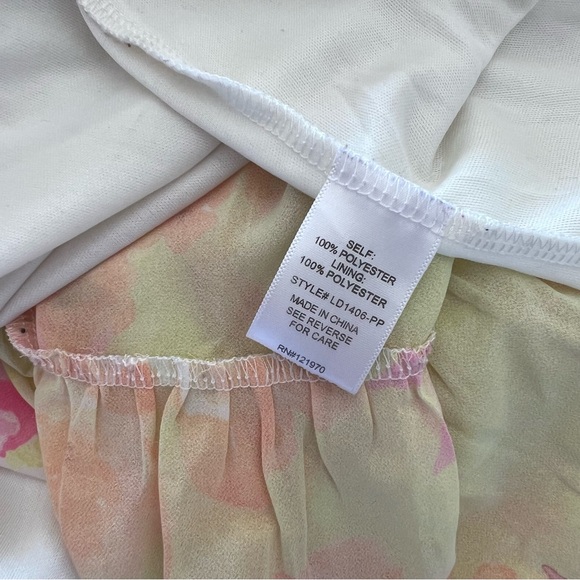 SELF:
100% POLYESTER
LINING:
100% POLYESTER
STYLE# LD1406-PP
MADE IN CHINA
SEE REVERSE
FOR CARE
RN#121970